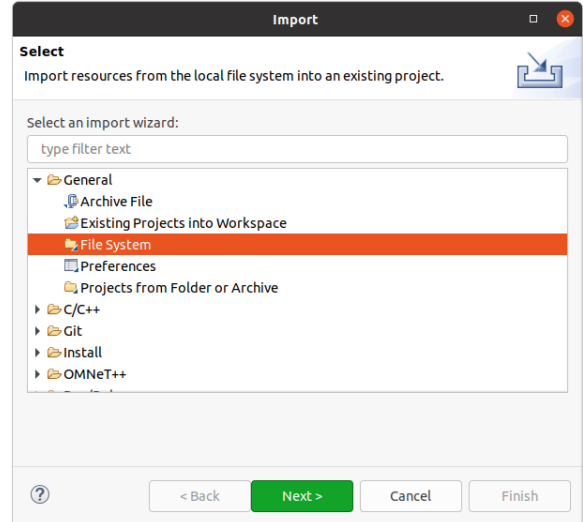 Import
Select
Import resources from the local file system into an existing project.
Select an import wizard:
type filter text
General
Archive File
Existing Projects into Workspace
File System
Preferences
Projects from Folder or Archive
C/C++
Git
Install
OMNeT++
?
< Back
Next >
Cancel
Finish